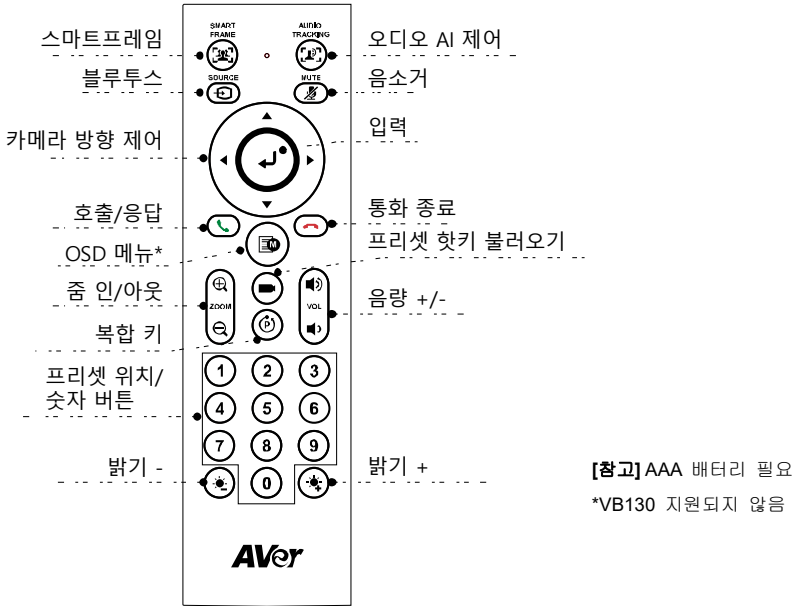 SMART
FRAME
AUDIO
TRACKING
스마트프레임
오디오 AI 제어
SOURCE
MUTE
블루투스
음소거
카메라 방향 제어
입력
호출/응답
통화 종료
OSD 메뉴*
M
프리셋 핫키 불러오기
줌 인/아웃
ZOOM
VOL
음량 +/-
복합 키
P
프리셋 위치/
숫자 버튼
1 2 3
4 5 6
7 8 9
밝기 -
0
밝기 +
[참고] AAA 배터리 필요
*VB130 지원되지 않음
AVer